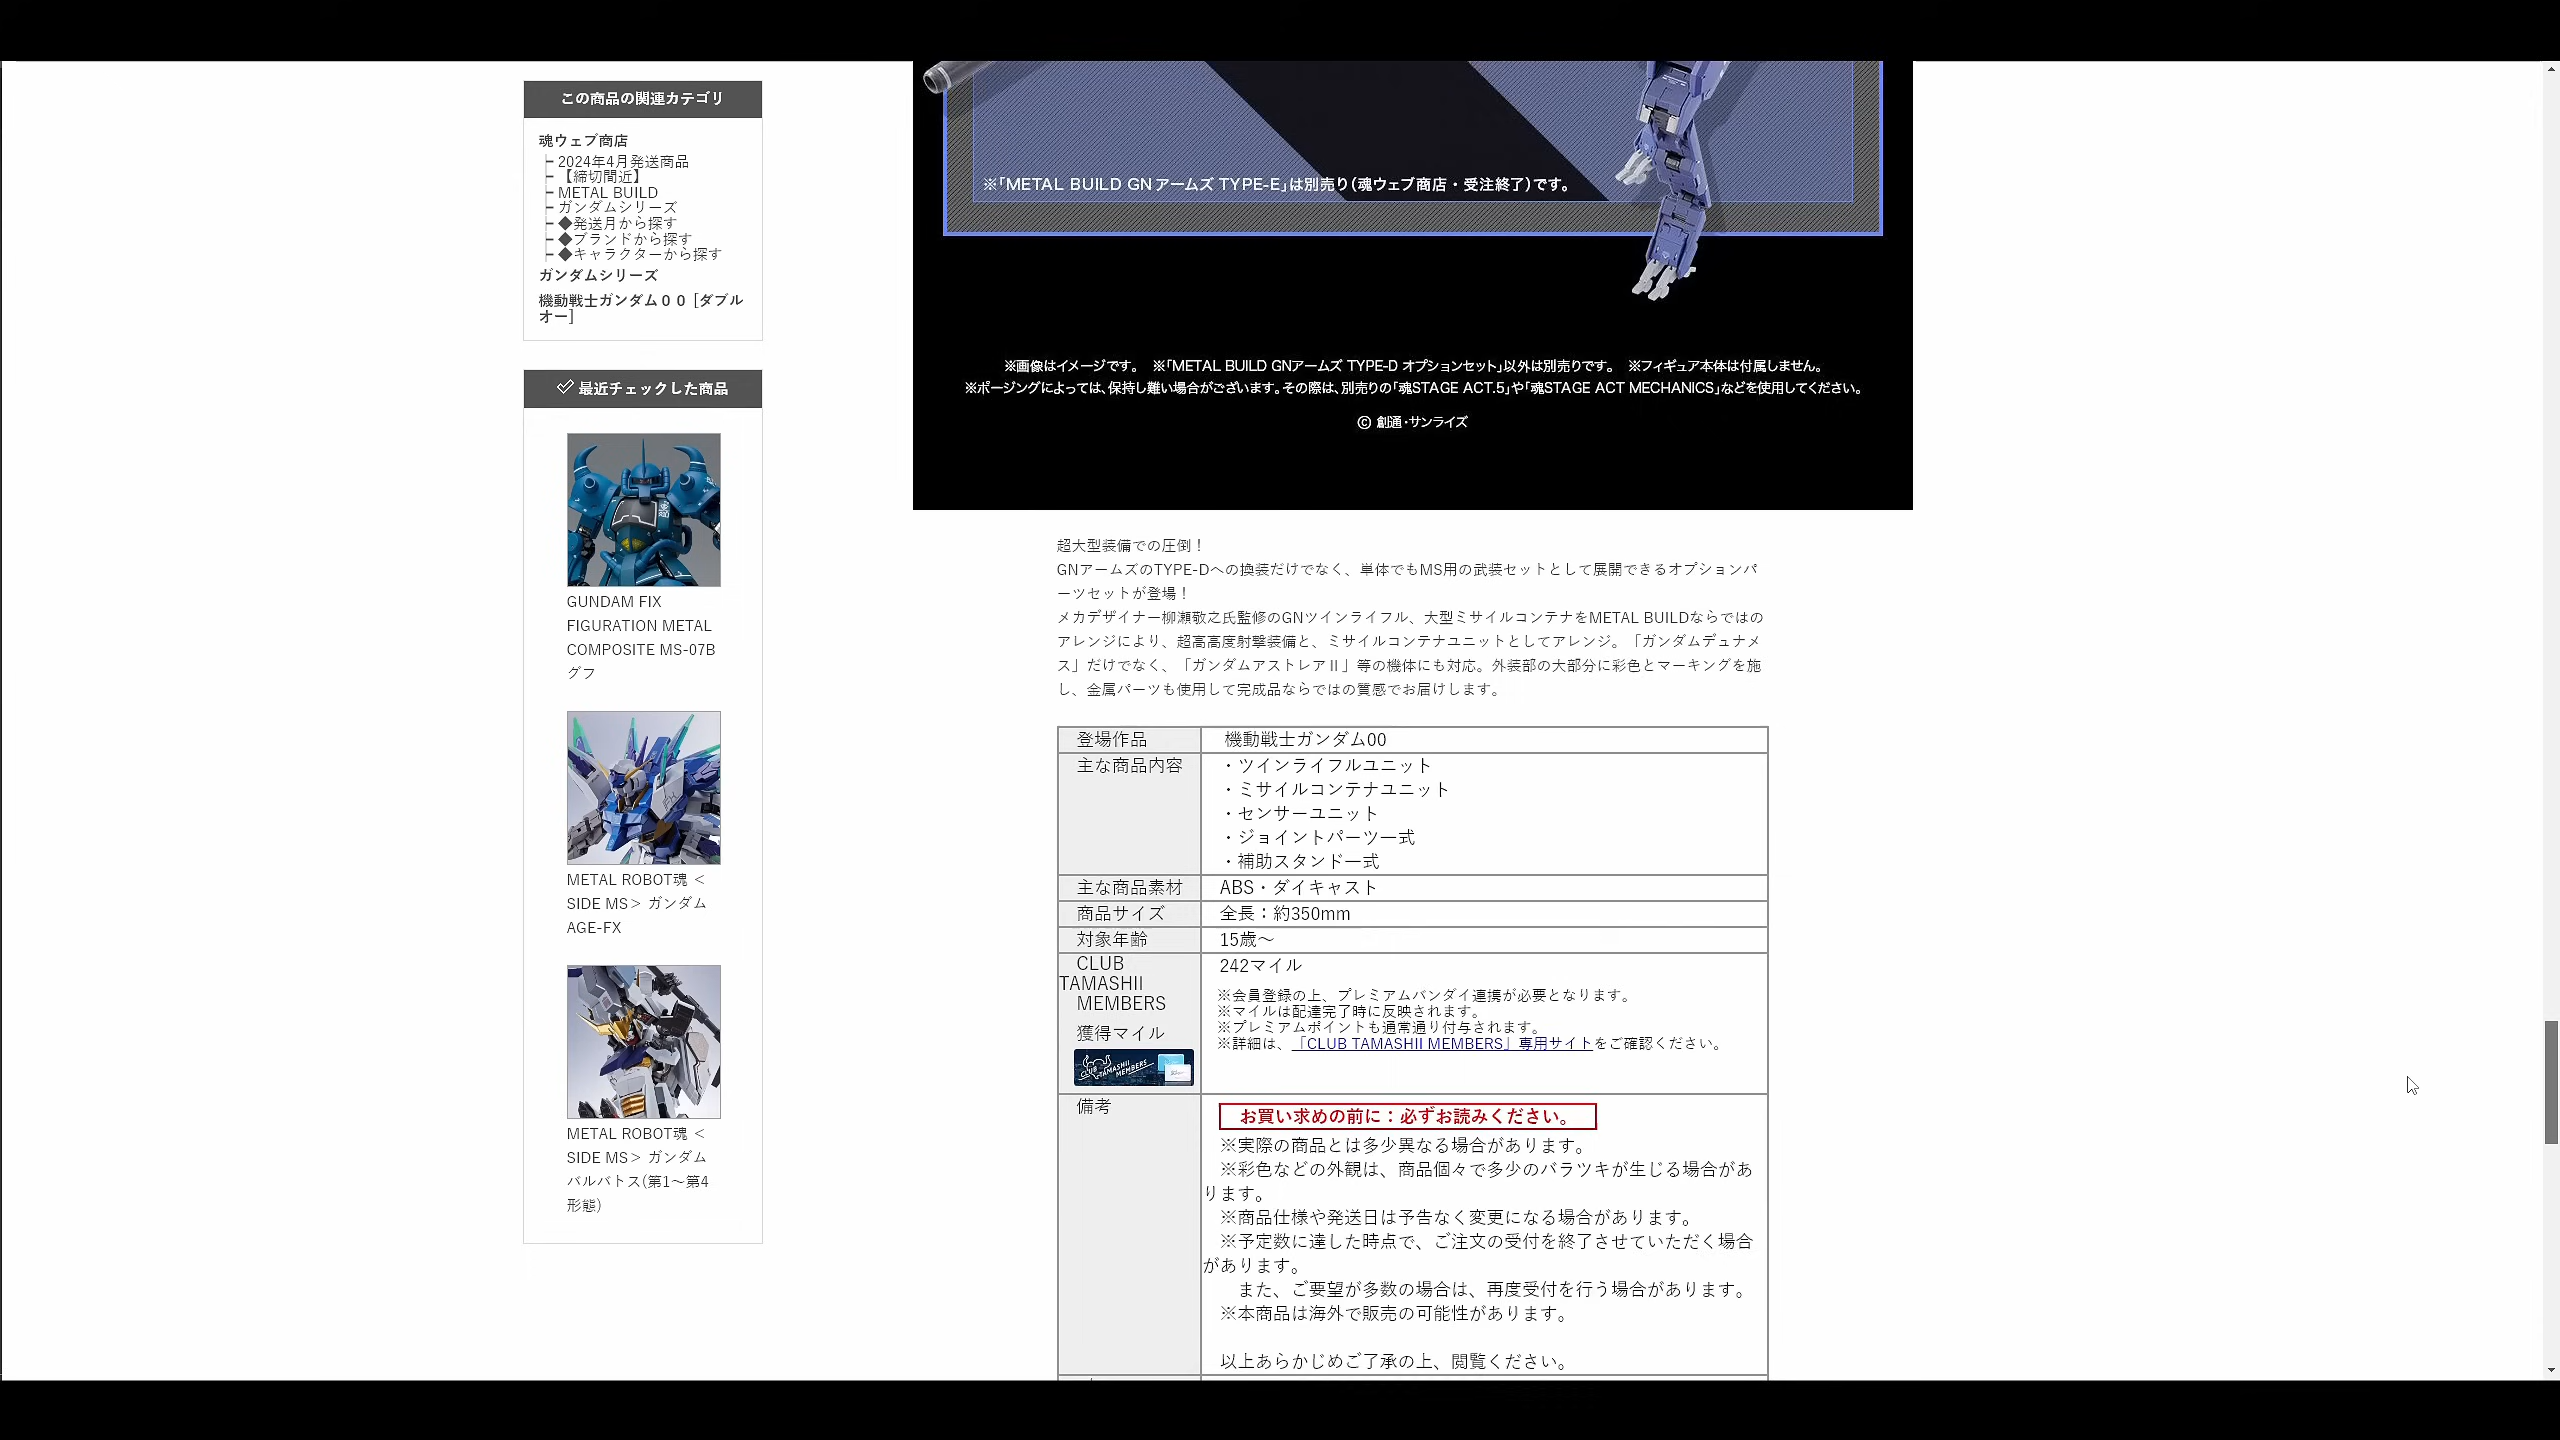 この商品の関連カテゴリ
魂ウェブ商店
2024年4月発送商品
【締切間近】
METAL BUILD
ガンダムシリーズ
◆発送月から探す
◆ブランドから探す
◆キャラクターから探す
ガンダムシリーズ
機動戦士ガンダム００ [ダブル
オー]
最近チェックした商品
GUNDAM FIX
FIGURATION METAL
COMPOSITE MS-07B
グフ
METAL ROBOT魂 ＜
SIDE MS＞ ガンダム
AGE-FX
METAL ROBOT魂 ＜
SIDE MS＞ ガンダム
バルバトス(第1～第4
形態)
※「METAL BUILD GNアームズ TYPE-E」は別売り（魂ウェブ商店・受注終了）です。
※画像はイメージです。 ※「METAL BUILD GNアームズ TYPE-D オプションセット」以外は別売りです。 ※フィギュア本体は付属しません。
※ポージングによっては、保持し難い場合がございます。その際は、別売りの「魂STAGE ACT.5」や「魂STAGE ACT MECHANICS」などを使用してください。
© 創通・サンライズ
超大型装備での圧倒！
GNアームズのTYPE-Dへの換装だけでなく、単体でもMS用の武装セットとして展開できるオプションパ
ーツセットが登場！
メカデザイナー柳瀬敬之氏監修のGNツインライフル、大型ミサイルコンテナをMETAL BUILDならではの
アレンジにより、超高高度射撃装備と、ミサイルコンテナユニットとしてアレンジ。「ガンダムデュナメ
ス」だけでなく、「ガンダムアストレアⅡ」等の機体にも対応。外装部の大部分に彩色とマーキングを施
し、金属パーツも使用して完成品ならではの質感でお届けします。
登場作品 機動戦士ガンダム00
主な商品内容 ・ツインライフルユニット
・ミサイルコンテナユニット
・センサーユニット
・ジョイントパーツ一式
・補助スタンド一式
主な商品素材 ABS・ダイキャスト
商品サイズ 全長：約350mm
対象年齢 15歳～
CLUB
TAMASHII
MEMBERS
獲得マイル
CLUB TAMASHII MEMBERS
242マイル
※会員登録の上、プレミアムバンダイ連携が必要となります。
※マイルは配達完了時に反映されます。
※プレミアムポイントも通常通り付与されます。
※詳細は、「CLUB TAMASHII MEMBERS」専用サイトをご確認ください。
備考
お買い求めの前に：必ずお読みください。
※実際の商品とは多少異なる場合があります。
※彩色などの外観は、商品個々で多少のバラツキが生じる場合があ
ります。
※商品仕様や発送日は予告なく変更になる場合があります。
※予定数に達した時点で、ご注文の受付を終了させていただく場合
があります。
また、ご要望が多数の場合は、再度受付を行う場合があります。
※本商品は海外で販売の可能性があります。
以上あらかじめご了承の上、閲覧ください。